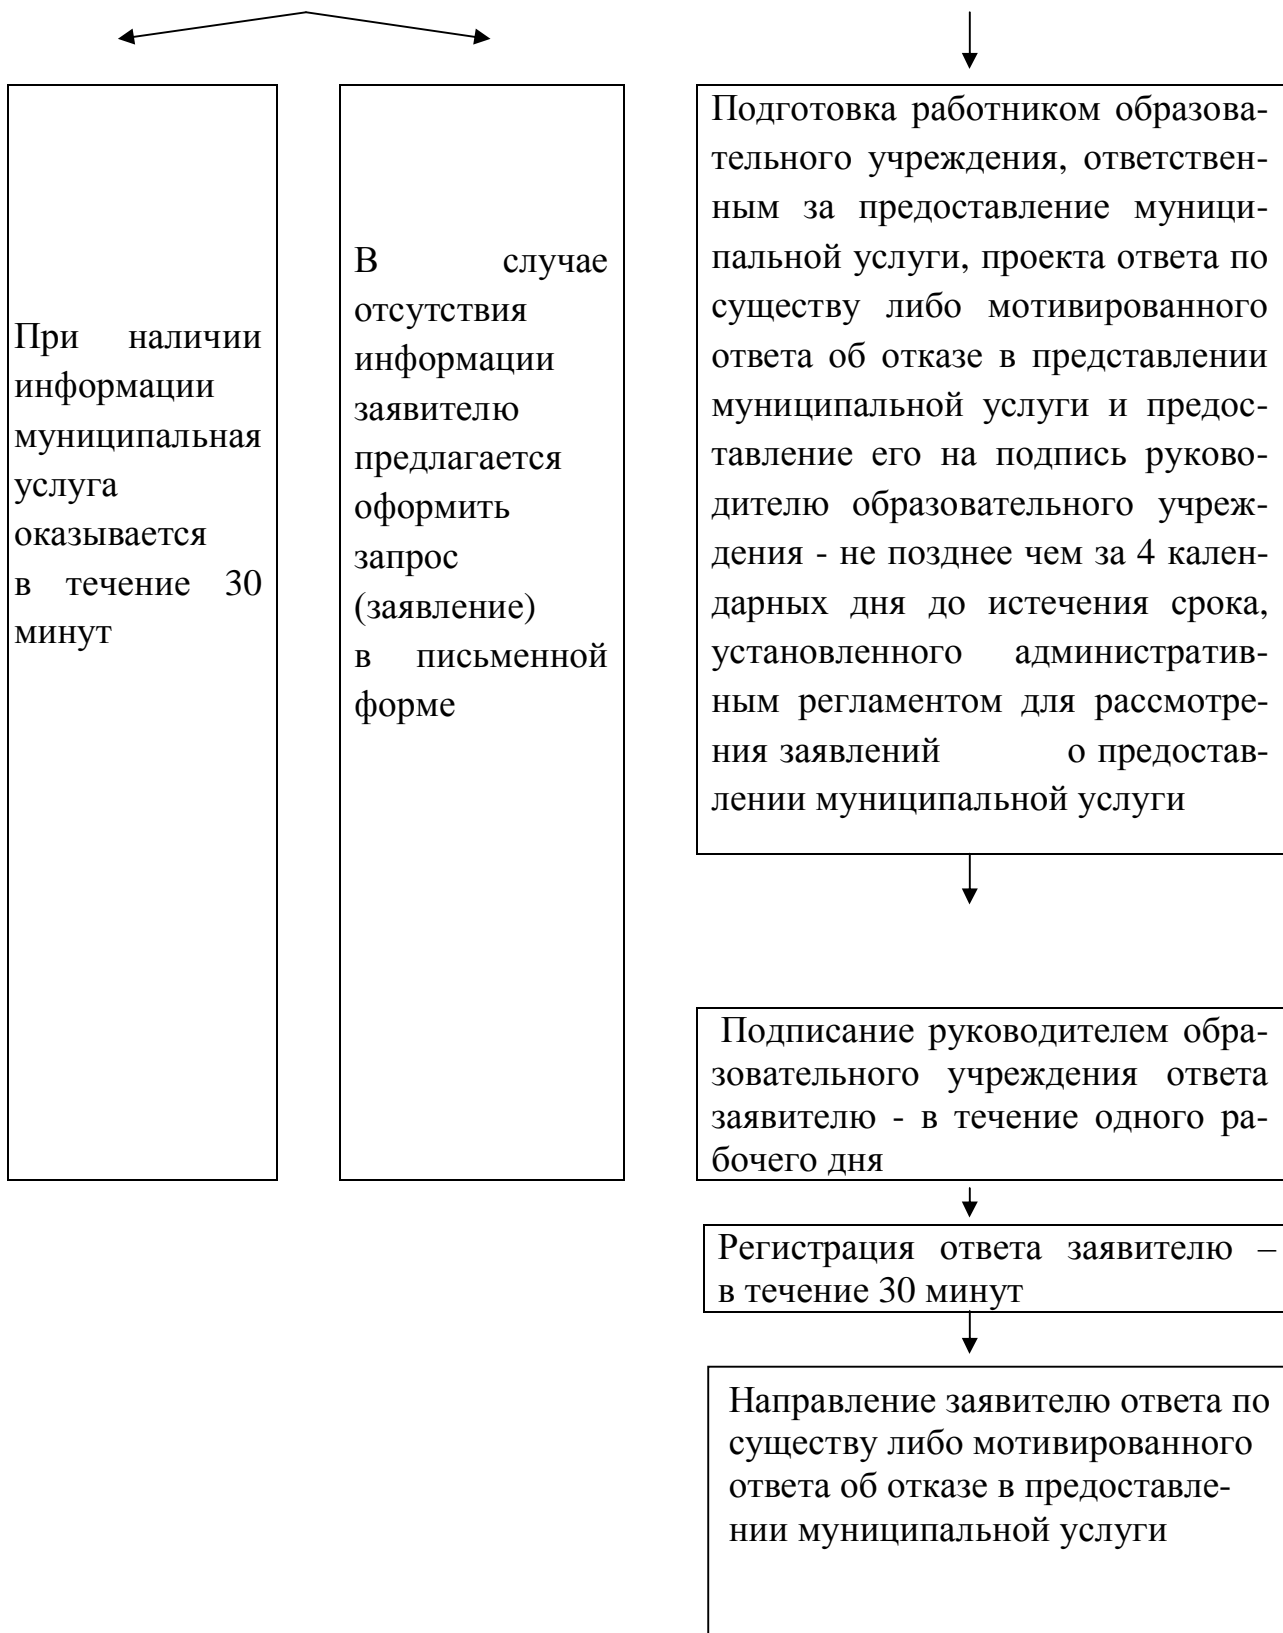 При наличии
информации
муниципальная
услуга
оказывается
в течение 30
минут
В случае
отсутствия
информации
заявителю
предлагается
оформить
запрос
(заявление)
в письменной
форме
Подготовка работником образова-
тельного учреждения, ответствен-
ным за предоставление муници-
пальной услуги, проекта ответа по
существу либо мотивированного
ответа об отказе в представлении
муниципальной услуги и предос-
тавление его на подпись руково-
дителю образовательного учреж-
дения - не позднее чем за 4 кален-
дарных дня до истечения срока,
установленного административ-
ным регламентом для рассмотре-
ния заявлений о предостав-
лении муниципальной услуги
Подписание руководителем обра-
зовательного учреждения ответа
заявителю - в течение одного ра-
бочего дня
Регистрация ответа заявителю –
в течение 30 минут
Направление заявителю ответа по
существу либо мотивированного
ответа об отказе в предоставле-
нии муниципальной услуги